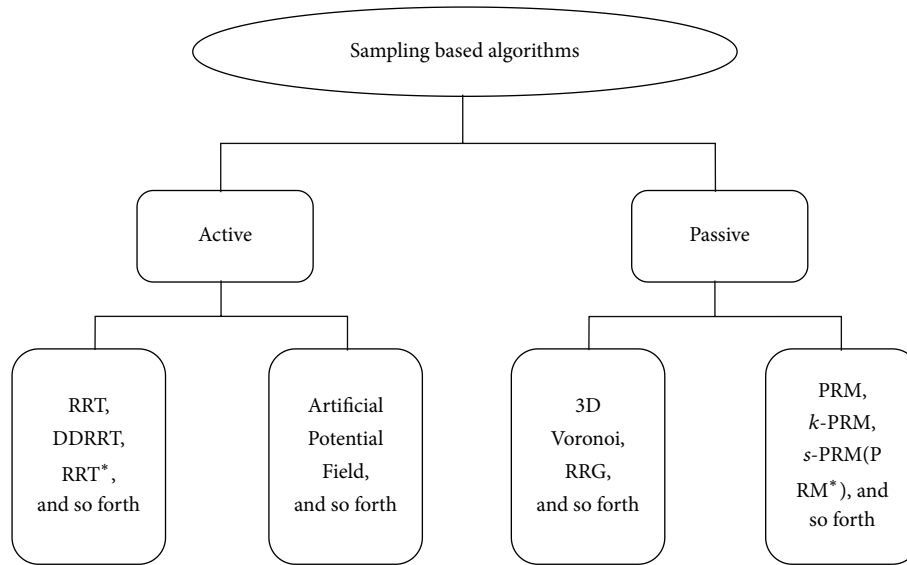 Sampling based algorithms
Active
Passive
RRT,
DDRRT,
RRT*,
and so forth
Artificial
Potential
Field,
and so forth
3D
Voronoi,
RRG,
and so forth
PRM,
k-PRM,
s-PRM(P
RM*), and
so forth